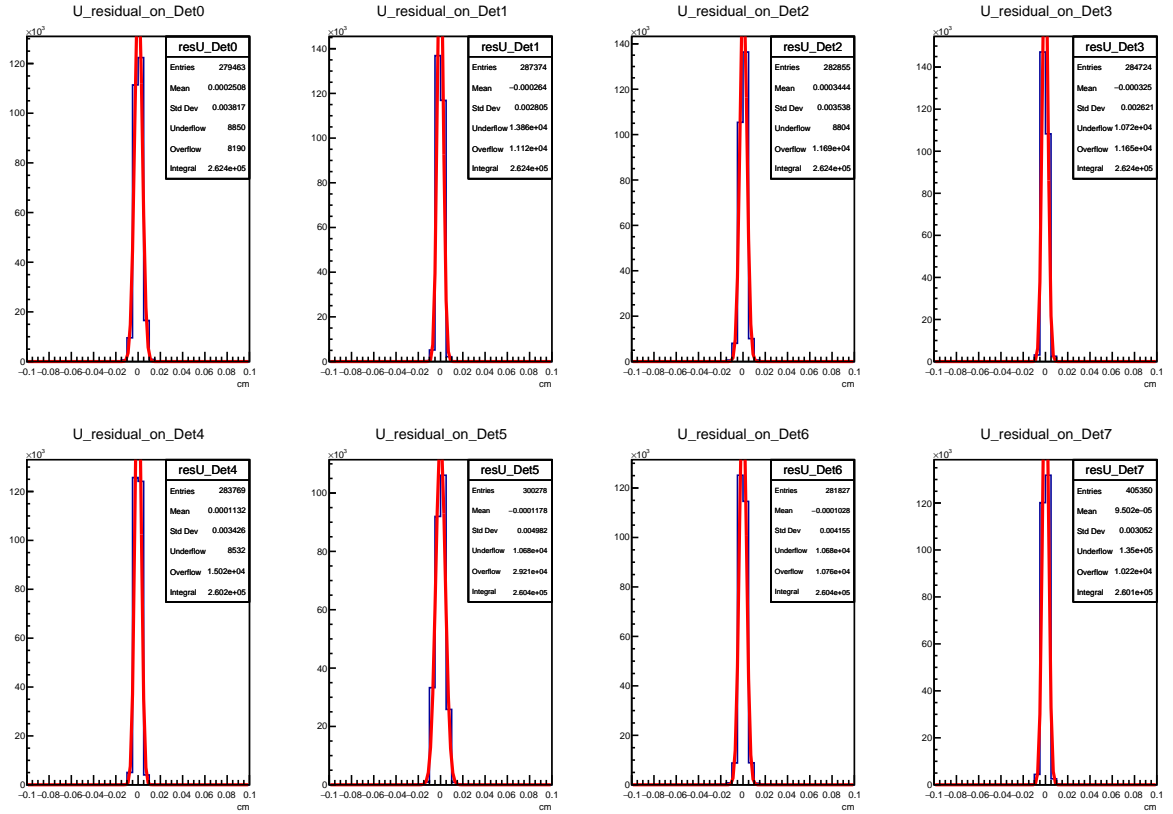 U_residual_on_Det0
×10³
resU_Det0
Entries 279463
Mean 0.0002508
Std Dev 0.003817
Underflow 8850
Overflow 8190
Integral 2.624e+05
120
100
80
60
40
20
0
−0.1−0.08−0.06−0.04−0.02 0 0.02 0.04 0.06 0.08 0.1
cm
U_residual_on_Det1
×10³
resU_Det1
Entries 287374
Mean −0.000264
Std Dev 0.002805
Underflow 1.386e+04
Overflow 1.112e+04
Integral 2.624e+05
140
120
100
80
60
40
20
0
−0.1−0.08−0.06−0.04−0.02 0 0.02 0.04 0.06 0.08 0.1
cm
U_residual_on_Det2
×10³
resU_Det2
Entries 282855
Mean 0.0003444
Std Dev 0.003538
Underflow 8804
Overflow 1.169e+04
Integral 2.624e+05
140
120
100
80
60
40
20
0
−0.1−0.08−0.06−0.04−0.02 0 0.02 0.04 0.06 0.08 0.1
cm
U_residual_on_Det3
×10³
resU_Det3
Entries 284724
Mean −0.000325
Std Dev 0.002621
Underflow 1.072e+04
Overflow 1.165e+04
Integral 2.624e+05
140
120
100
80
60
40
20
0
−0.1−0.08−0.06−0.04−0.02 0 0.02 0.04 0.06 0.08 0.1
cm
U_residual_on_Det4
×10³
resU_Det4
Entries 283769
Mean 0.0001132
Std Dev 0.003426
Underflow 8532
Overflow 1.502e+04
Integral 2.602e+05
120
100
80
60
40
20
0
−0.1−0.08−0.06−0.04−0.02 0 0.02 0.04 0.06 0.08 0.1
cm
U_residual_on_Det5
×10³
resU_Det5
Entries 300278
Mean −0.0001178
Std Dev 0.004982
Underflow 1.068e+04
Overflow 2.921e+04
Integral 2.604e+05
100
80
60
40
20
0
−0.1−0.08−0.06−0.04−0.02 0 0.02 0.04 0.06 0.08 0.1
cm
U_residual_on_Det6
×10³
resU_Det6
Entries 281827
Mean −0.0001028
Std Dev 0.004155
Underflow 1.068e+04
Overflow 1.076e+04
Integral 2.604e+05
120
100
80
60
40
20
0
−0.1−0.08−0.06−0.04−0.02 0 0.02 0.04 0.06 0.08 0.1
cm
U_residual_on_Det7
×10³
resU_Det7
Entries 405350
Mean 9.502e−05
Std Dev 0.003052
Underflow 1.35e+05
Overflow 1.022e+04
Integral 2.601e+05
120
100
80
60
40
20
0
−0.1−0.08−0.06−0.04−0.02 0 0.02 0.04 0.06 0.08 0.1
cm